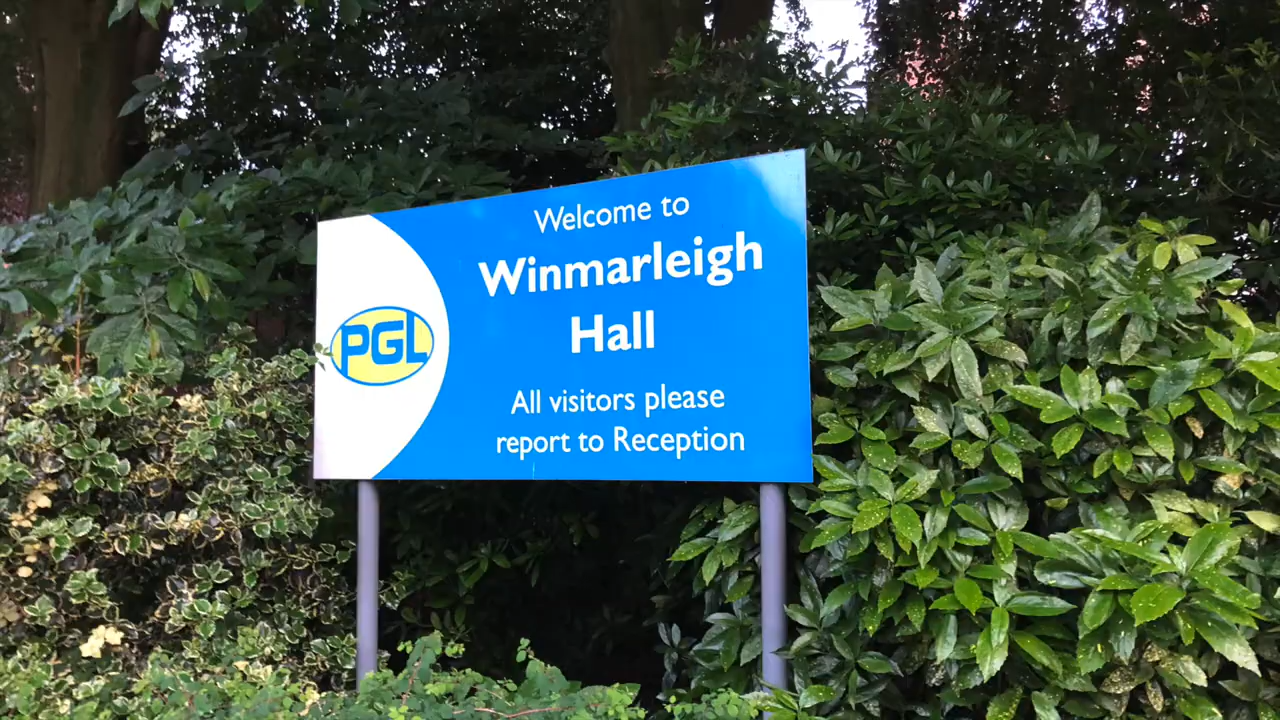 PGL
Welcome to
Winmarleigh
Hall
All visitors please
report to Reception